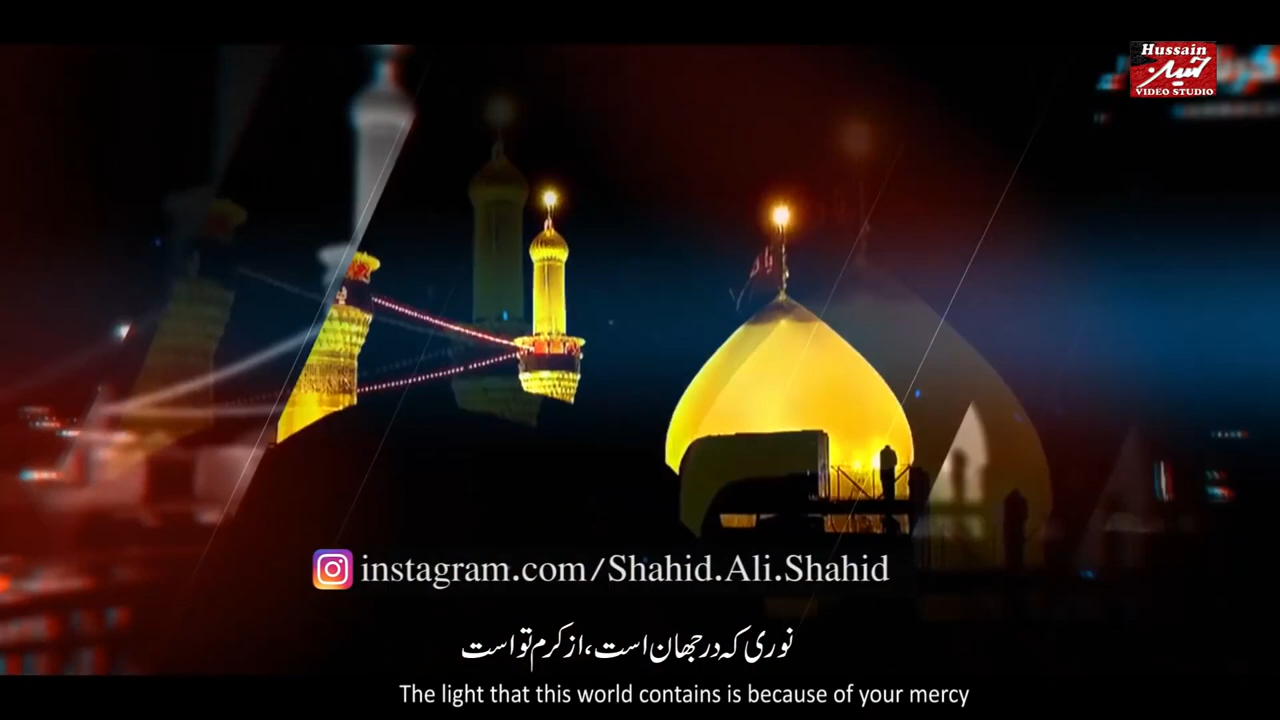 Hussain
VIDEO STUDIO
instagram.com/Shahid.Ali.Shahid
نوری که در جهان است، از کرم تو است
The light that this world contains is because of your mercy